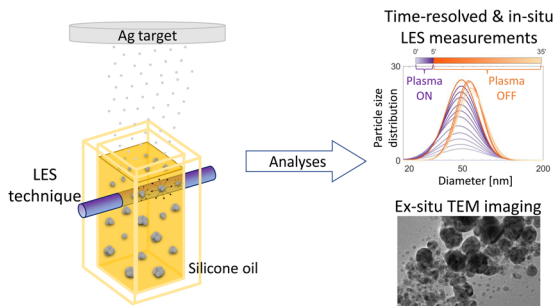 Ag target
LES
technique
Silicone oil
Analyses
Time-resolved & in-situ
LES measurements
0' 5' 35'
30
Plasma
ON
Plasma
OFF
Particle size
distribution
0
20 50 200
Diameter [nm]
Ex-situ TEM imaging